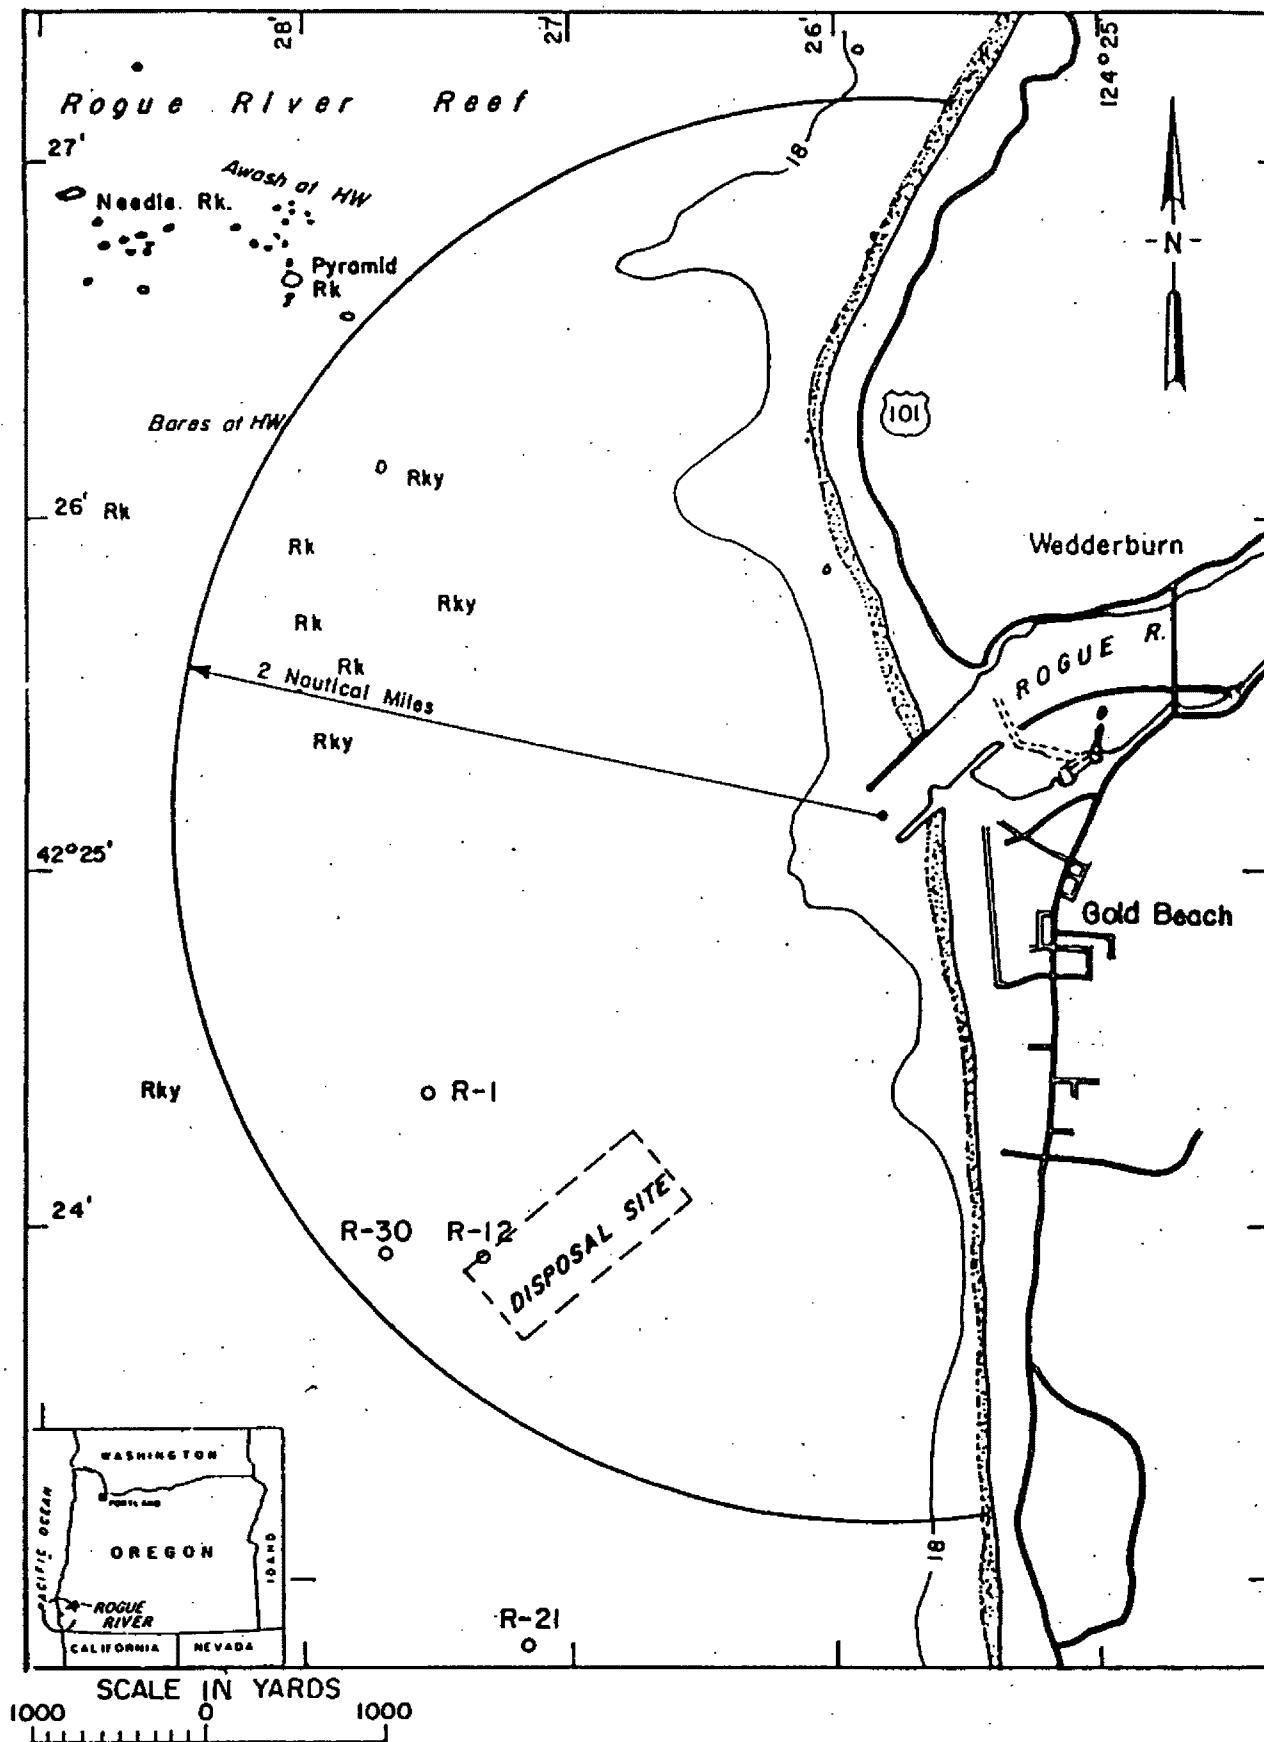 28'
27'
26'
124°25'
Rogue River Reef
27'
Awash at HW
Needle. Rk.
18
Pyramid
Rk
N
101
Bares at HW
Rky
26'
Rk
Rk
Wedderburn
Rky
Rk
ROGUE R.
Rk
2 Nautical Miles
Rky
42°25'
Gold Beach
Rky
R-1
24'
R-30
R-12
DISPOSAL SITE
WASHINGTON
PORTLAND
PACIFIC OCEAN
OREGON
IDAHO
ROGUE
RIVER
CALIFORNIA
NEVADA
18
R-21
SCALE IN YARDS
1000 0 1000